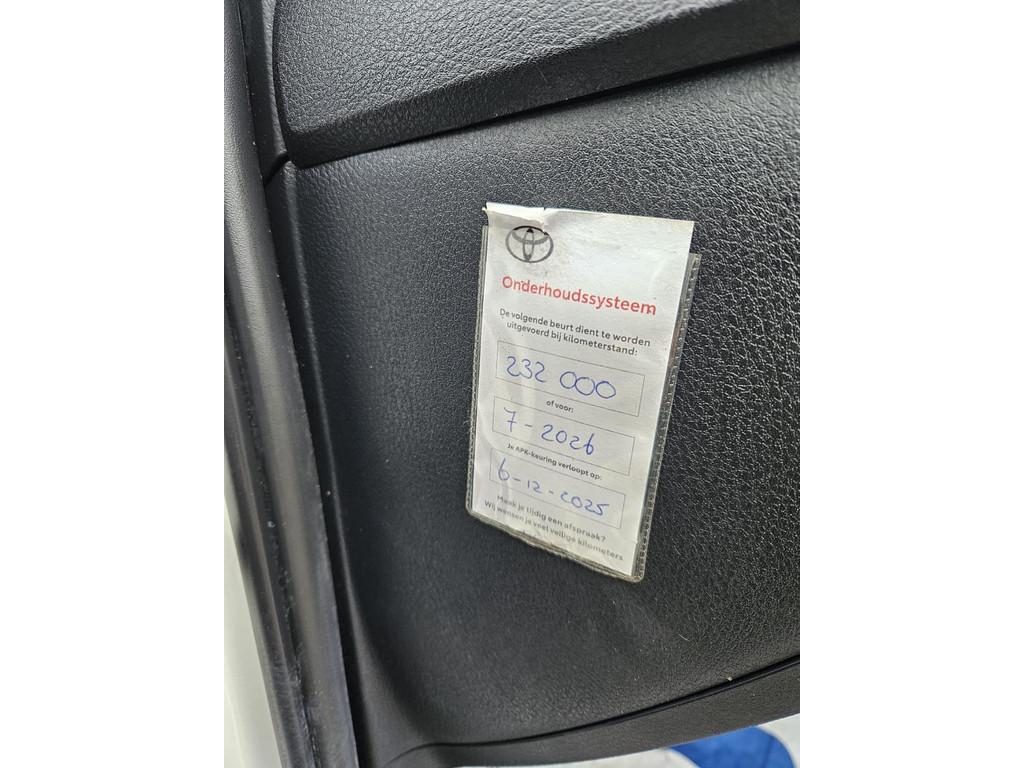 Onderhoudssysteem
De volgende beurt dient te worden
uitgevoerd bij kilometerstand:
232 000
of voor:
7 - 2026
Je APK-keuring verloopt op:
6 - 12 - 2025
Maak je tijdig een afspraak?
Wij wensen je veel veilige kilometers